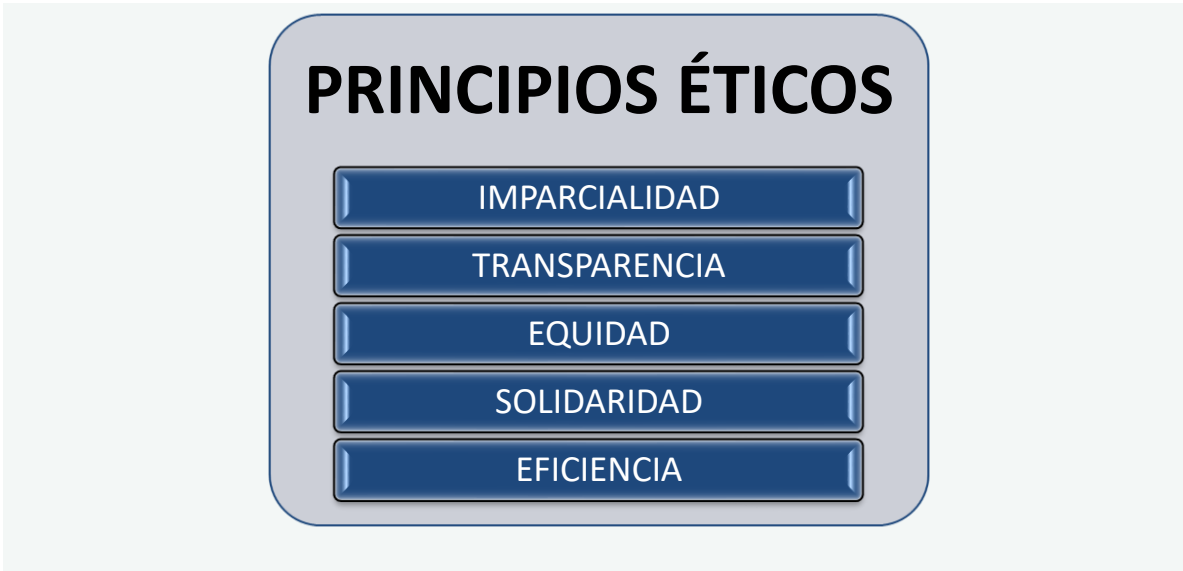 PRINCIPIOS ÉTICOS
IMPARCIALIDAD
TRANSPARENCIA
EQUIDAD
SOLIDARIDAD
EFICIENCIA